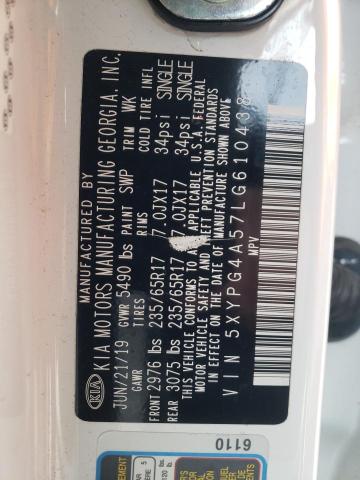 MANUFACTURED BY
KIA KIA MOTORS MANUFACTURING GEORGIA, INC.
JUN/21/19 GVWR 5490 lbs PAINT SWP TRIM WK
GAWR TIRES RIMS COLD TIRE INFL
FRONT 2976 lbs 235/65R17 7.0JX17 34psi SINGLE
REAR 3075 lbs 235/65R17 7.0JX17 34psi SINGLE
THIS VEHICLE CONFORMS TO ALL APPLICABLE U.S.A. FEDERAL
MOTOR VEHICLE SAFETY AND THEFT PREVENTION STANDARDS
IN EFFECT ON THE DATE OF MANUFACTURE SHOWN ABOVE.
VIN 5XYPG4A57LG610438
MPV
6110